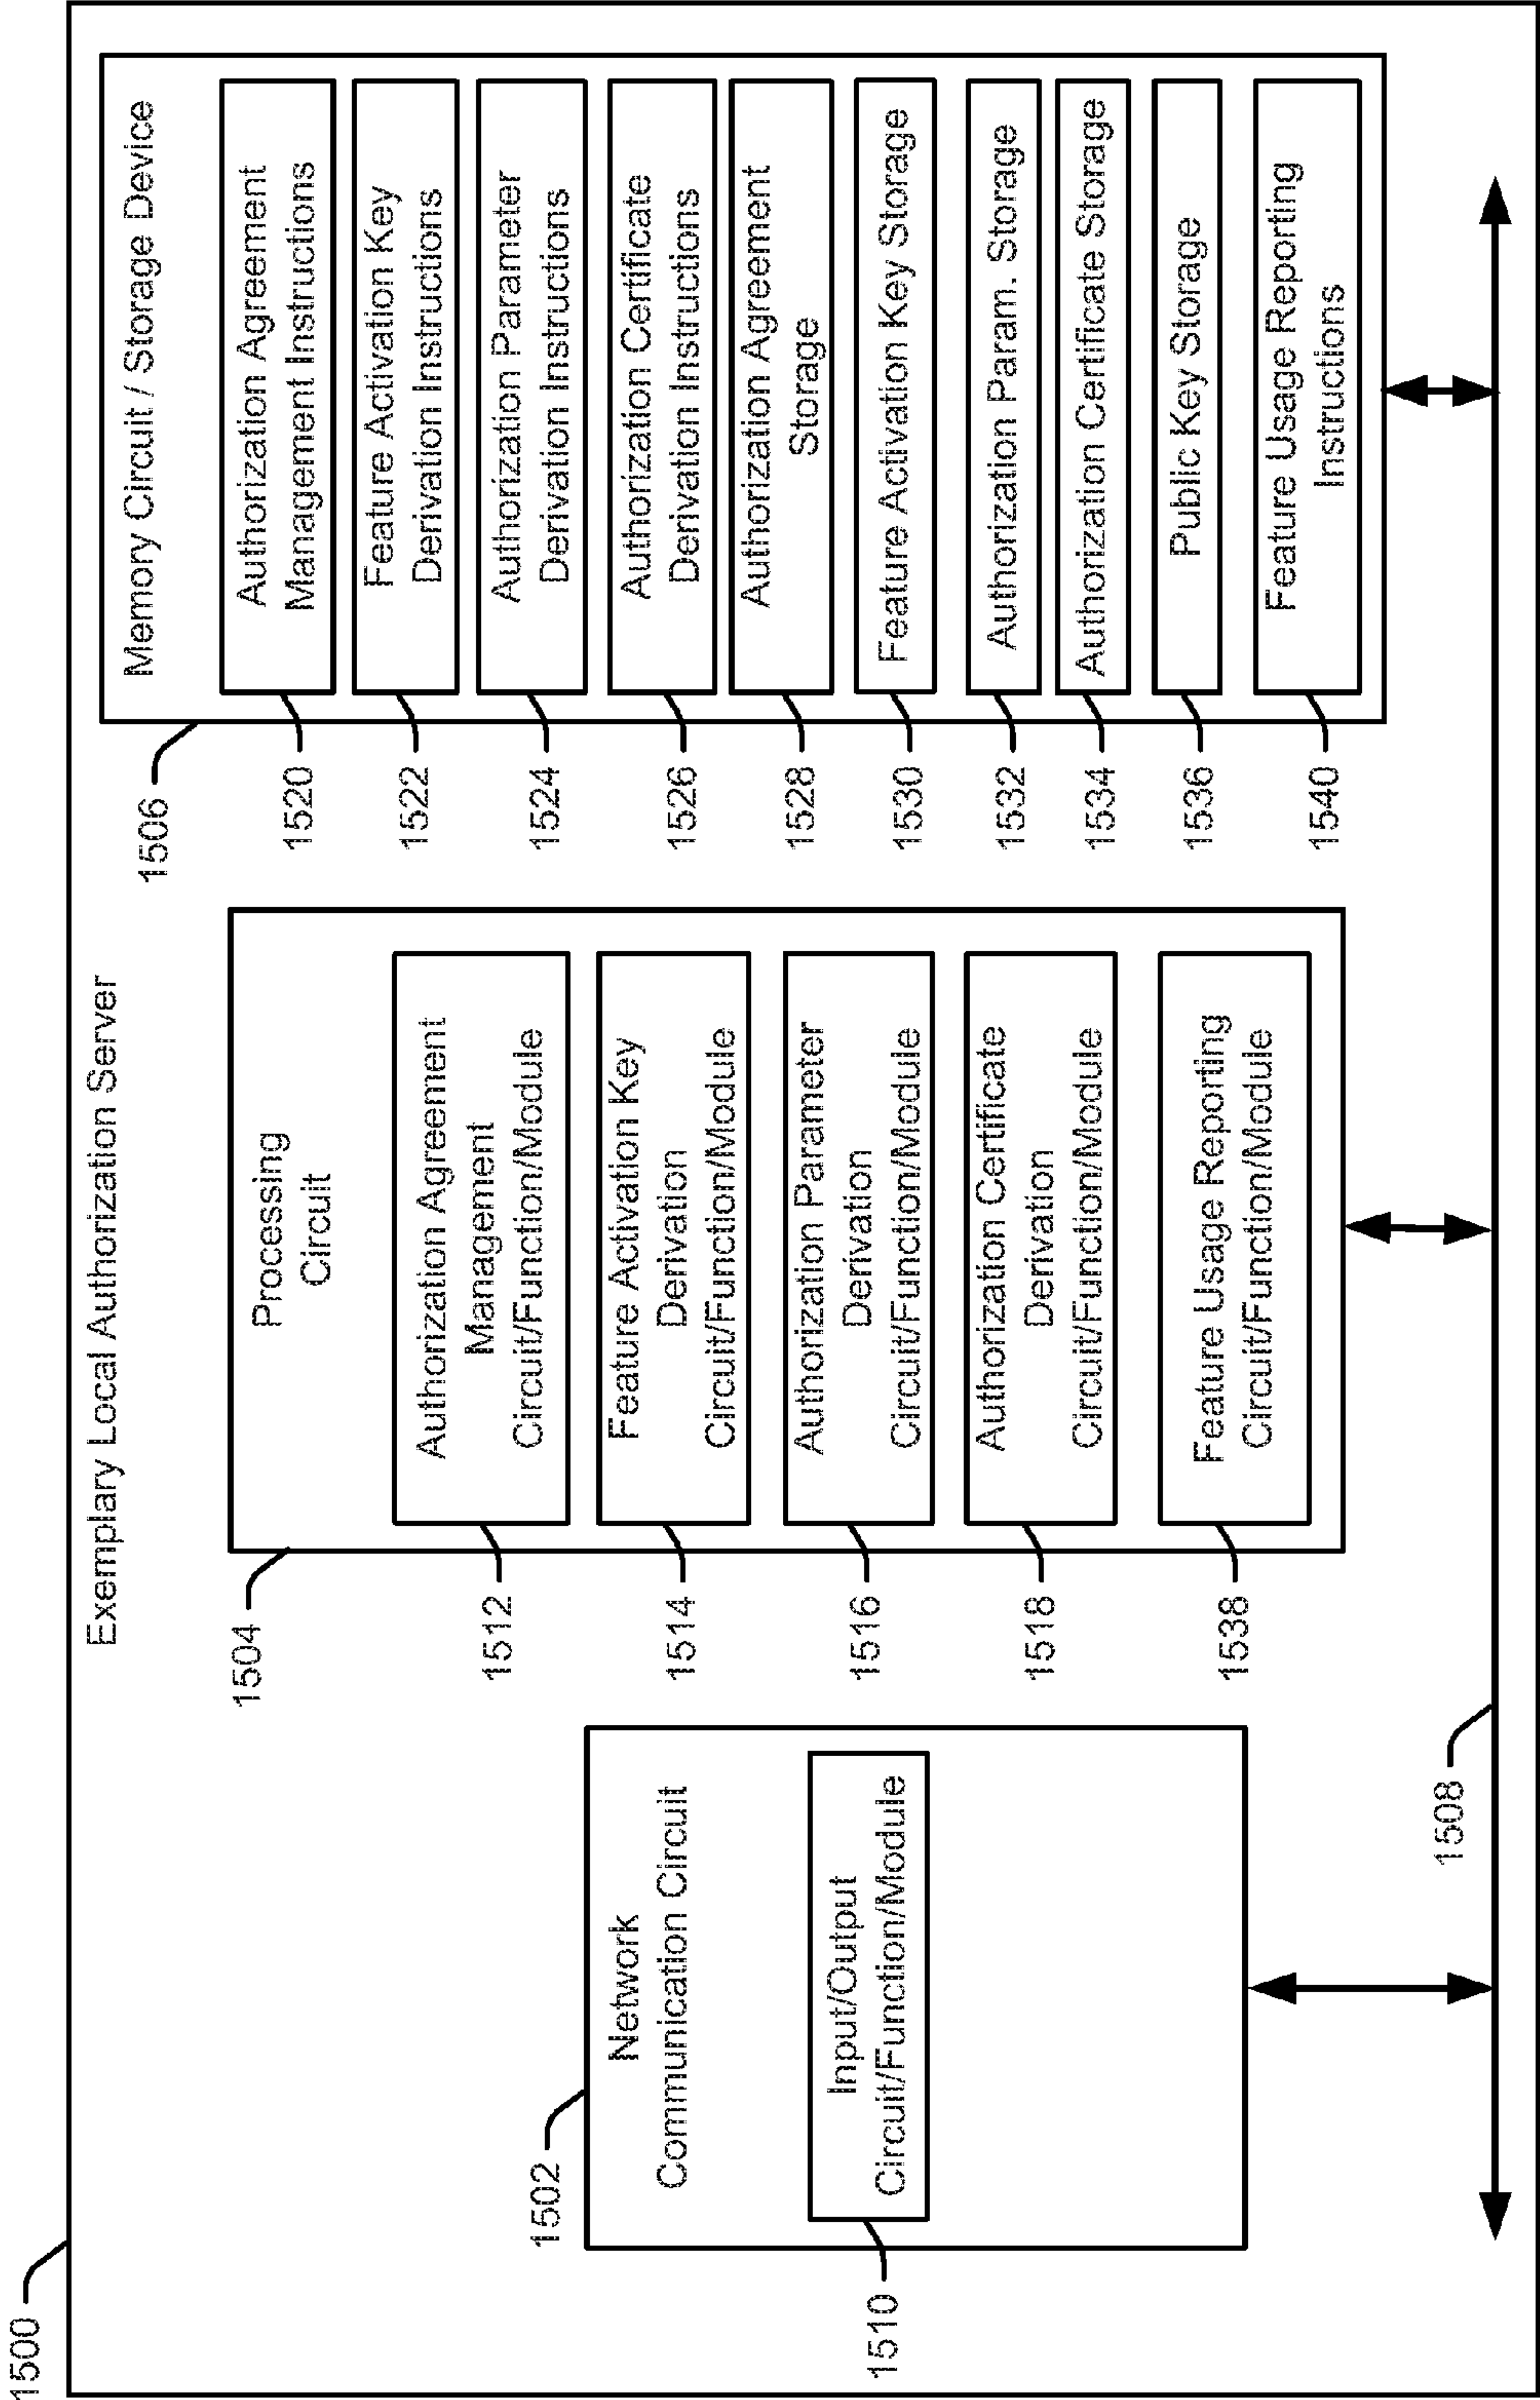 1500
Exemplary Local Authorization Server
1502
Network
Communication Circuit
1510
Input/Output
Circuit/Function/Module
1504
Processing
Circuit
1512
Authorization Agreement
Management
Circuit/Function/Module
1514
Feature Activation Key
Derivation
Circuit/Function/Module
1516
Authorization Parameter
Derivation
Circuit/Function/Module
1518
Authorization Certificate
Derivation
Circuit/Function/Module
1538
Feature Usage Reporting
Circuit/Function/Module
1506
Memory Circuit / Storage Device
1520
Authorization Agreement
Management Instructions
1522
Feature Activation Key
Derivation Instructions
1524
Authorization Parameter
Derivation Instructions
1526
Authorization Certificate
Derivation Instructions
1528
Authorization Agreement
Storage
1530
Feature Activation Key Storage
1532
Authorization Param. Storage
1534
Authorization Certificate Storage
1536
Public Key Storage
1540
Feature Usage Reporting
Instructions
1508